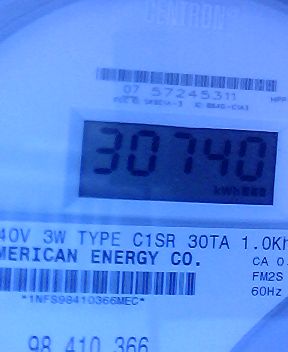 CENTRON®
07 57245311
30740
kWh
40V 3W TYPE C1SR 30TA 1.0Kh
MERICAN ENERGY CO.
CA 0.
FM2S
60Hz
*1NFS98410366MEC*
98 410 366